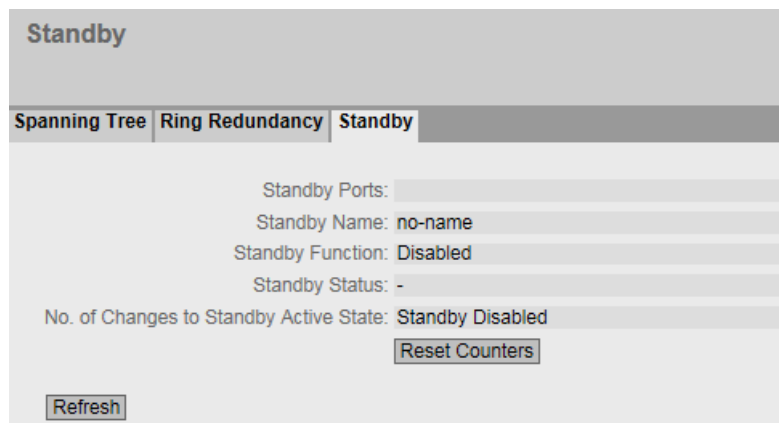 Standby
Spanning Tree Ring Redundancy Standby
Standby Ports:
Standby Name: no-name
Standby Function: Disabled
Standby Status: -
No. of Changes to Standby Active State: Standby Disabled
Reset Counters
Refresh